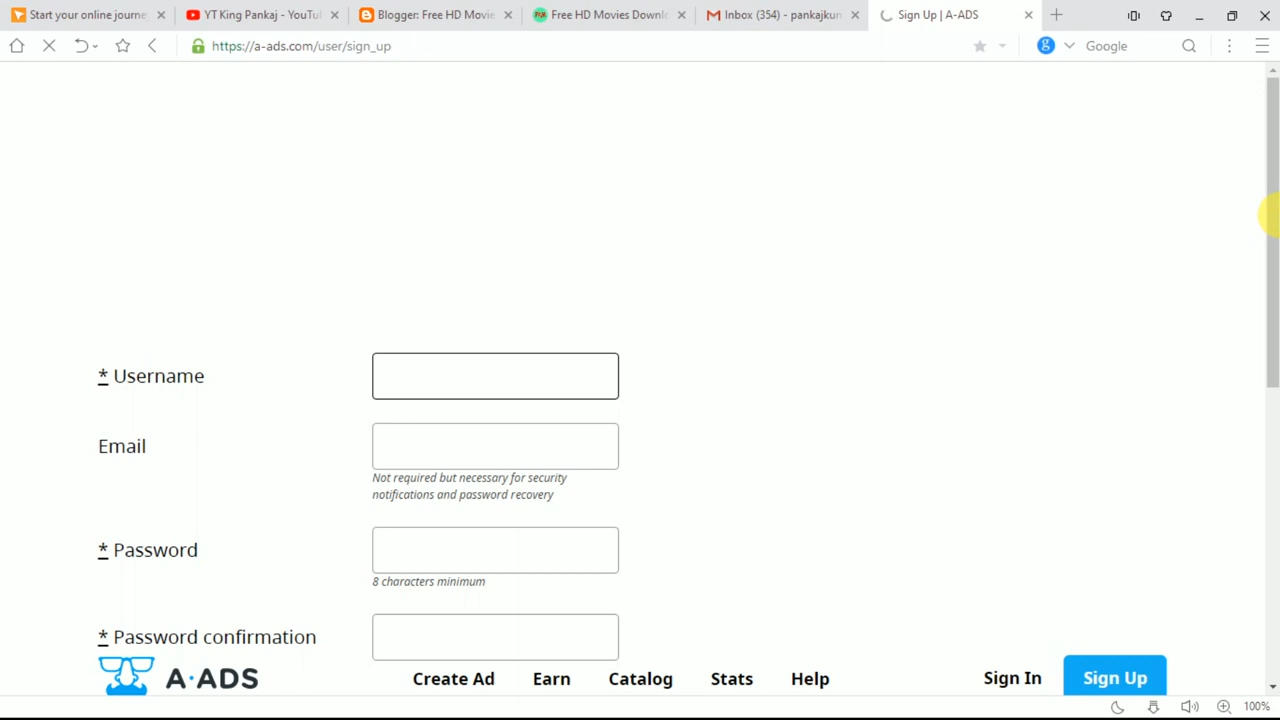 Start your online journe
YT King Pankaj - YouTu
Blogger: Free HD Movie
Free HD Movies Downlo
Inbox (354) - pankajkun
Sign Up | A-ADS
https://a-ads.com/user/sign_up
Google
* Username
Email
Not required but necessary for security
notifications and password recovery
* Password
8 characters minimum
* Password confirmation
A·ADS
Create Ad
Earn
Catalog
Stats
Help
Sign In
Sign Up
100%